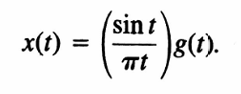 x(t) = (sin t / πt) g(t).